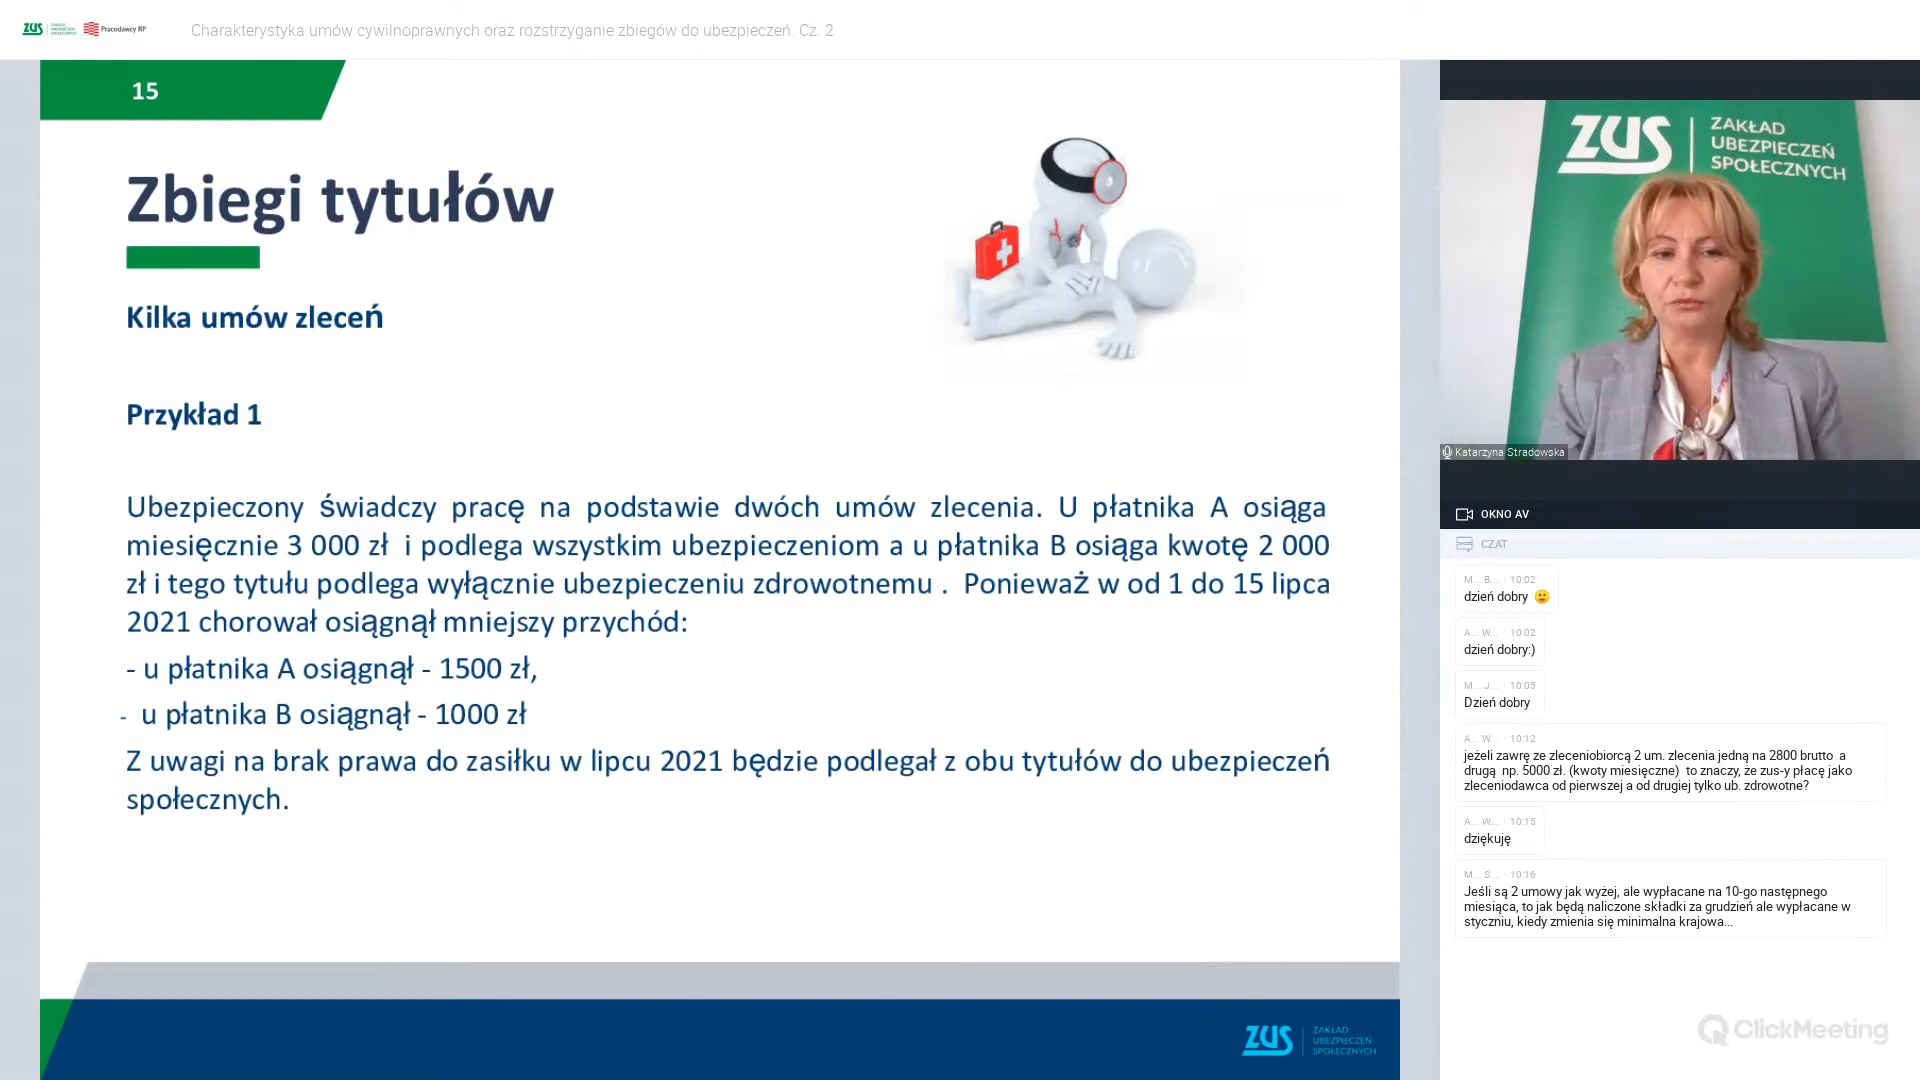 ZUS ZAKŁAD UBEZPIECZEŃ SPOŁECZNYCH Pracodawcy RP
Charakterystyka umów cywilnoprawnych oraz rozstrzyganie zbiegów do ubezpieczeń. Cz. 2
15
Zbiegi tytułów
Kilka umów zleceń
Przykład 1
Ubezpieczony świadczy pracę na podstawie dwóch umów zlecenia. U płatnika A osiąga
miesięcznie 3 000 zł i podlega wszystkim ubezpieczeniom a u płatnika B osiąga kwotę 2 000
zł i tego tytułu podlega wyłącznie ubezpieczeniu zdrowotnemu . Ponieważ w od 1 do 15 lipca
2021 chorował osiągnął mniejszy przychód:
- u płatnika A osiągnął - 1500 zł,
- u płatnika B osiągnął - 1000 zł
Z uwagi na brak prawa do zasiłku w lipcu 2021 będzie podlegał z obu tytułów do ubezpieczeń
społecznych.
ZUS
ZAKŁAD
UBEZPIECZEŃ
SPOŁECZNYCH
ZUS
ZAKŁAD
UBEZPIECZEŃ
SPOŁECZNYCH
Katarzyna Stradowska
OKNO AV
CZAT
M... B... 10:02
dzień dobry 🙂
A... W... 10:02
dzień dobry:)
M... J... 10:05
Dzień dobry
A... W... 10:12
jeżeli zawrę ze zleceniobiorcą 2 um. zlecenia jedną na 2800 brutto a
drugą np. 5000 zł. (kwoty miesięczne) to znaczy, że zus-y płacę jako
zleceniodawca od pierwszej a od drugiej tylko ub. zdrowotne?
A... W... 10:15
dziękuję
M... S... 10:16
Jeśli są 2 umowy jak wyżej, ale wypłacane na 10-go następnego
miesiąca, to jak będą naliczone składki za grudzień ale wypłacane w
styczniu, kiedy zmienia się minimalna krajowa...
ClickMeeting